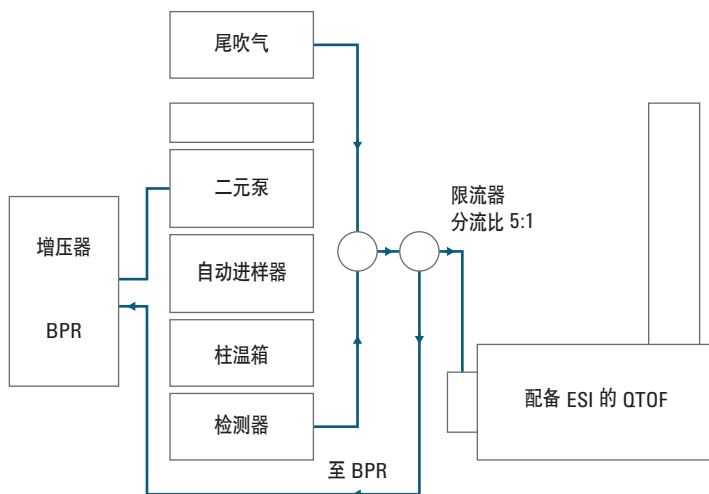 尾吹气
二元泵
增压器
BPR
自动进样器
柱温箱
检测器
限流器
分流比 5:1
配备 ESI 的 QTOF
至 BPR